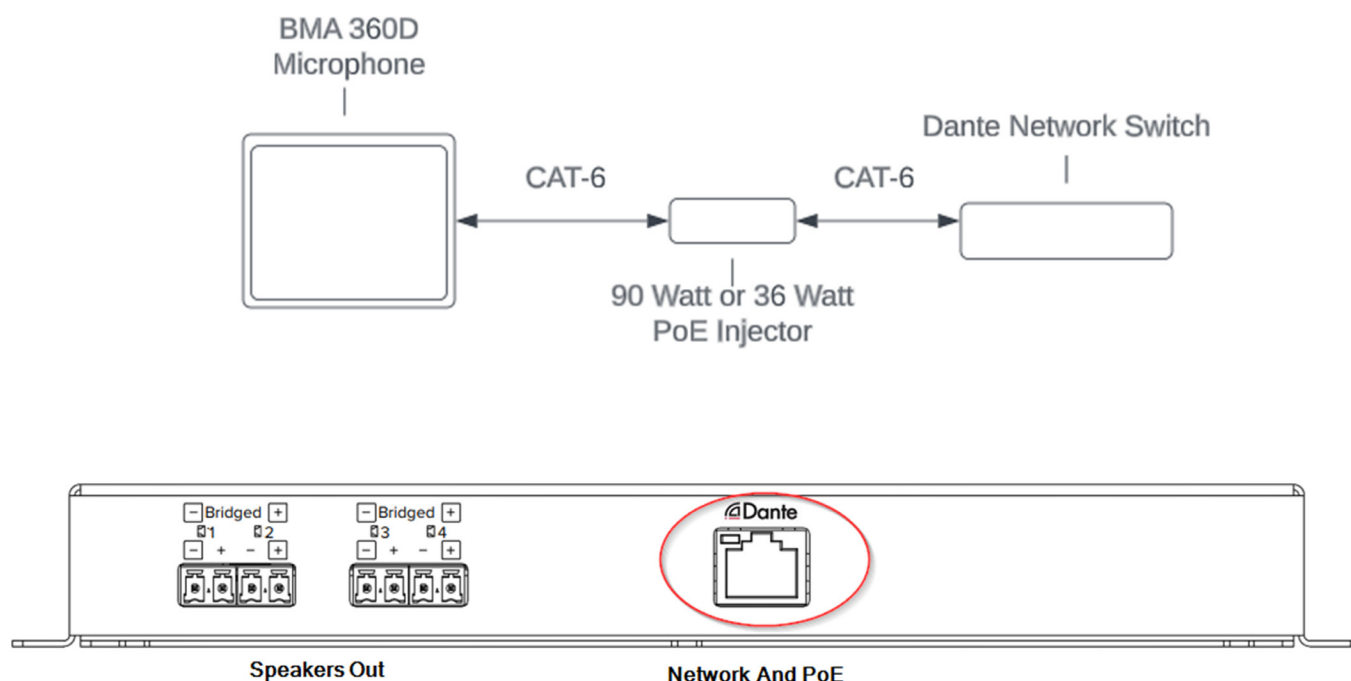 BMA 360D
Microphone
Dante Network Switch
CAT-6
CAT-6
90 Watt or 36 Watt
PoE Injector
- Bridged +
- Bridged +
Dante
1 2
3 4
- + - +
- + - +
Speakers Out
Network And PoE